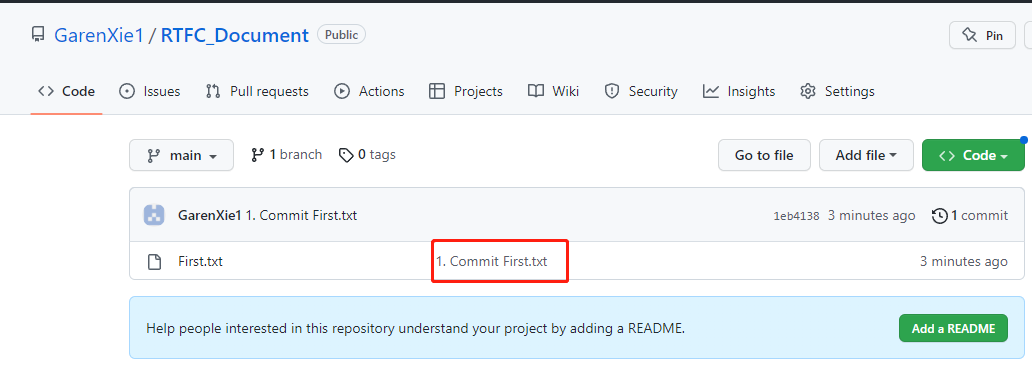 GarenXie1 / RTFC_Document Public Pin
Code Issues Pull requests Actions Projects Wiki Security Insights Settings
main 1 branch 0 tags Go to file Add file Code
GarenXie1 1. Commit First.txt 1eb4138 3 minutes ago 1 commit
First.txt 1. Commit First.txt 3 minutes ago
Help people interested in this repository understand your project by adding a README. Add a README